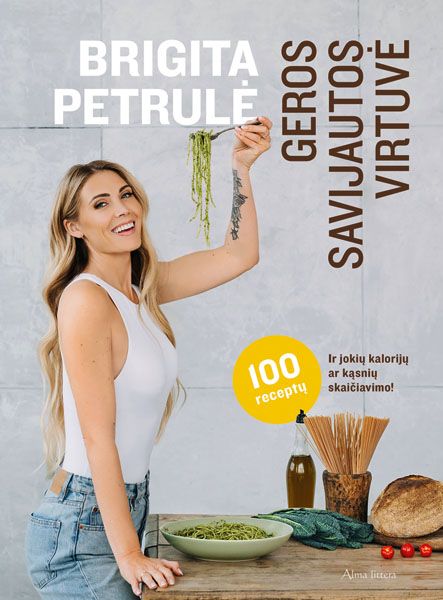 BRIGITA
PETRULĖ
GEROS
SAVIJAUTOS
VIRTUVĖ
100
receptų
Ir jokių kalorijų
ar kąsnių
skaičiavimo!
Alma littera